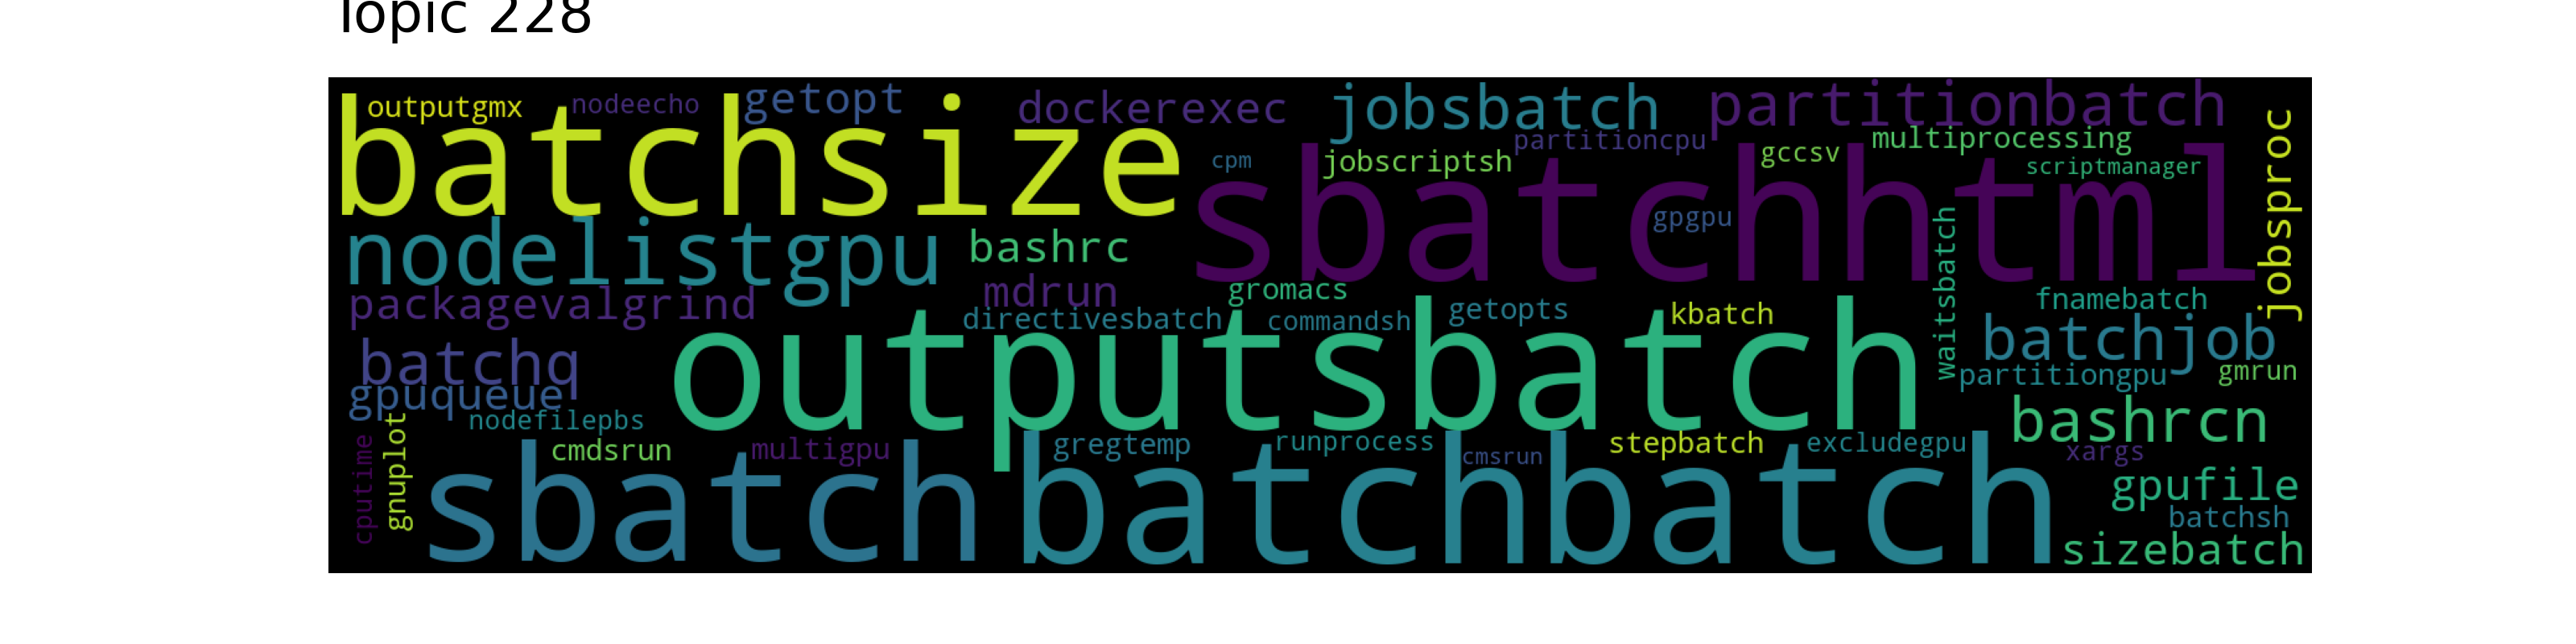 Topic 228
outputgmx nodeecho getopt dockerexec jobsbatch partitionbatch
batchsize cpm jobscriptsh partitioncpu gccsv multiprocessing
scriptmanager
sbatchhtml gpgpu jobsproc
nodelistgpu bashrc
packagevalgrind mdrun gromacs waitsbatch fnamebatch
directivesbatch commandsh getopts kbatch
batchq outputsbatch batchjob
gpuqueue partitiongpu gmrun
nodefilepbs bashrcn
cputime gnuplot cmdsrun multigpu gregtemp runprocess cmsrun stepbatch excludegpu xargs
sbatch batchbatch gpufile
batchsh
sizebatch